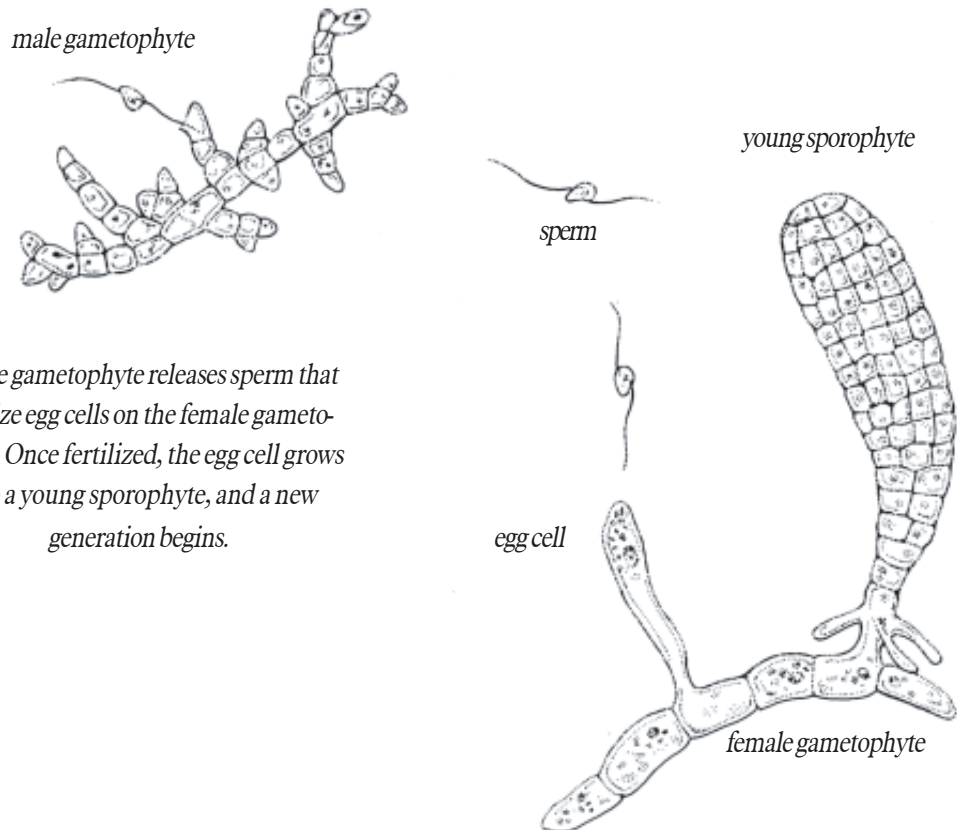 male gametophyte
young sporophyte
sperm
gametophyte releases sperm that
egg cells on the female gameto-
Once fertilized, the egg cell grows
a young sporophyte, and a new
generation begins.
egg cell
female gametophyte